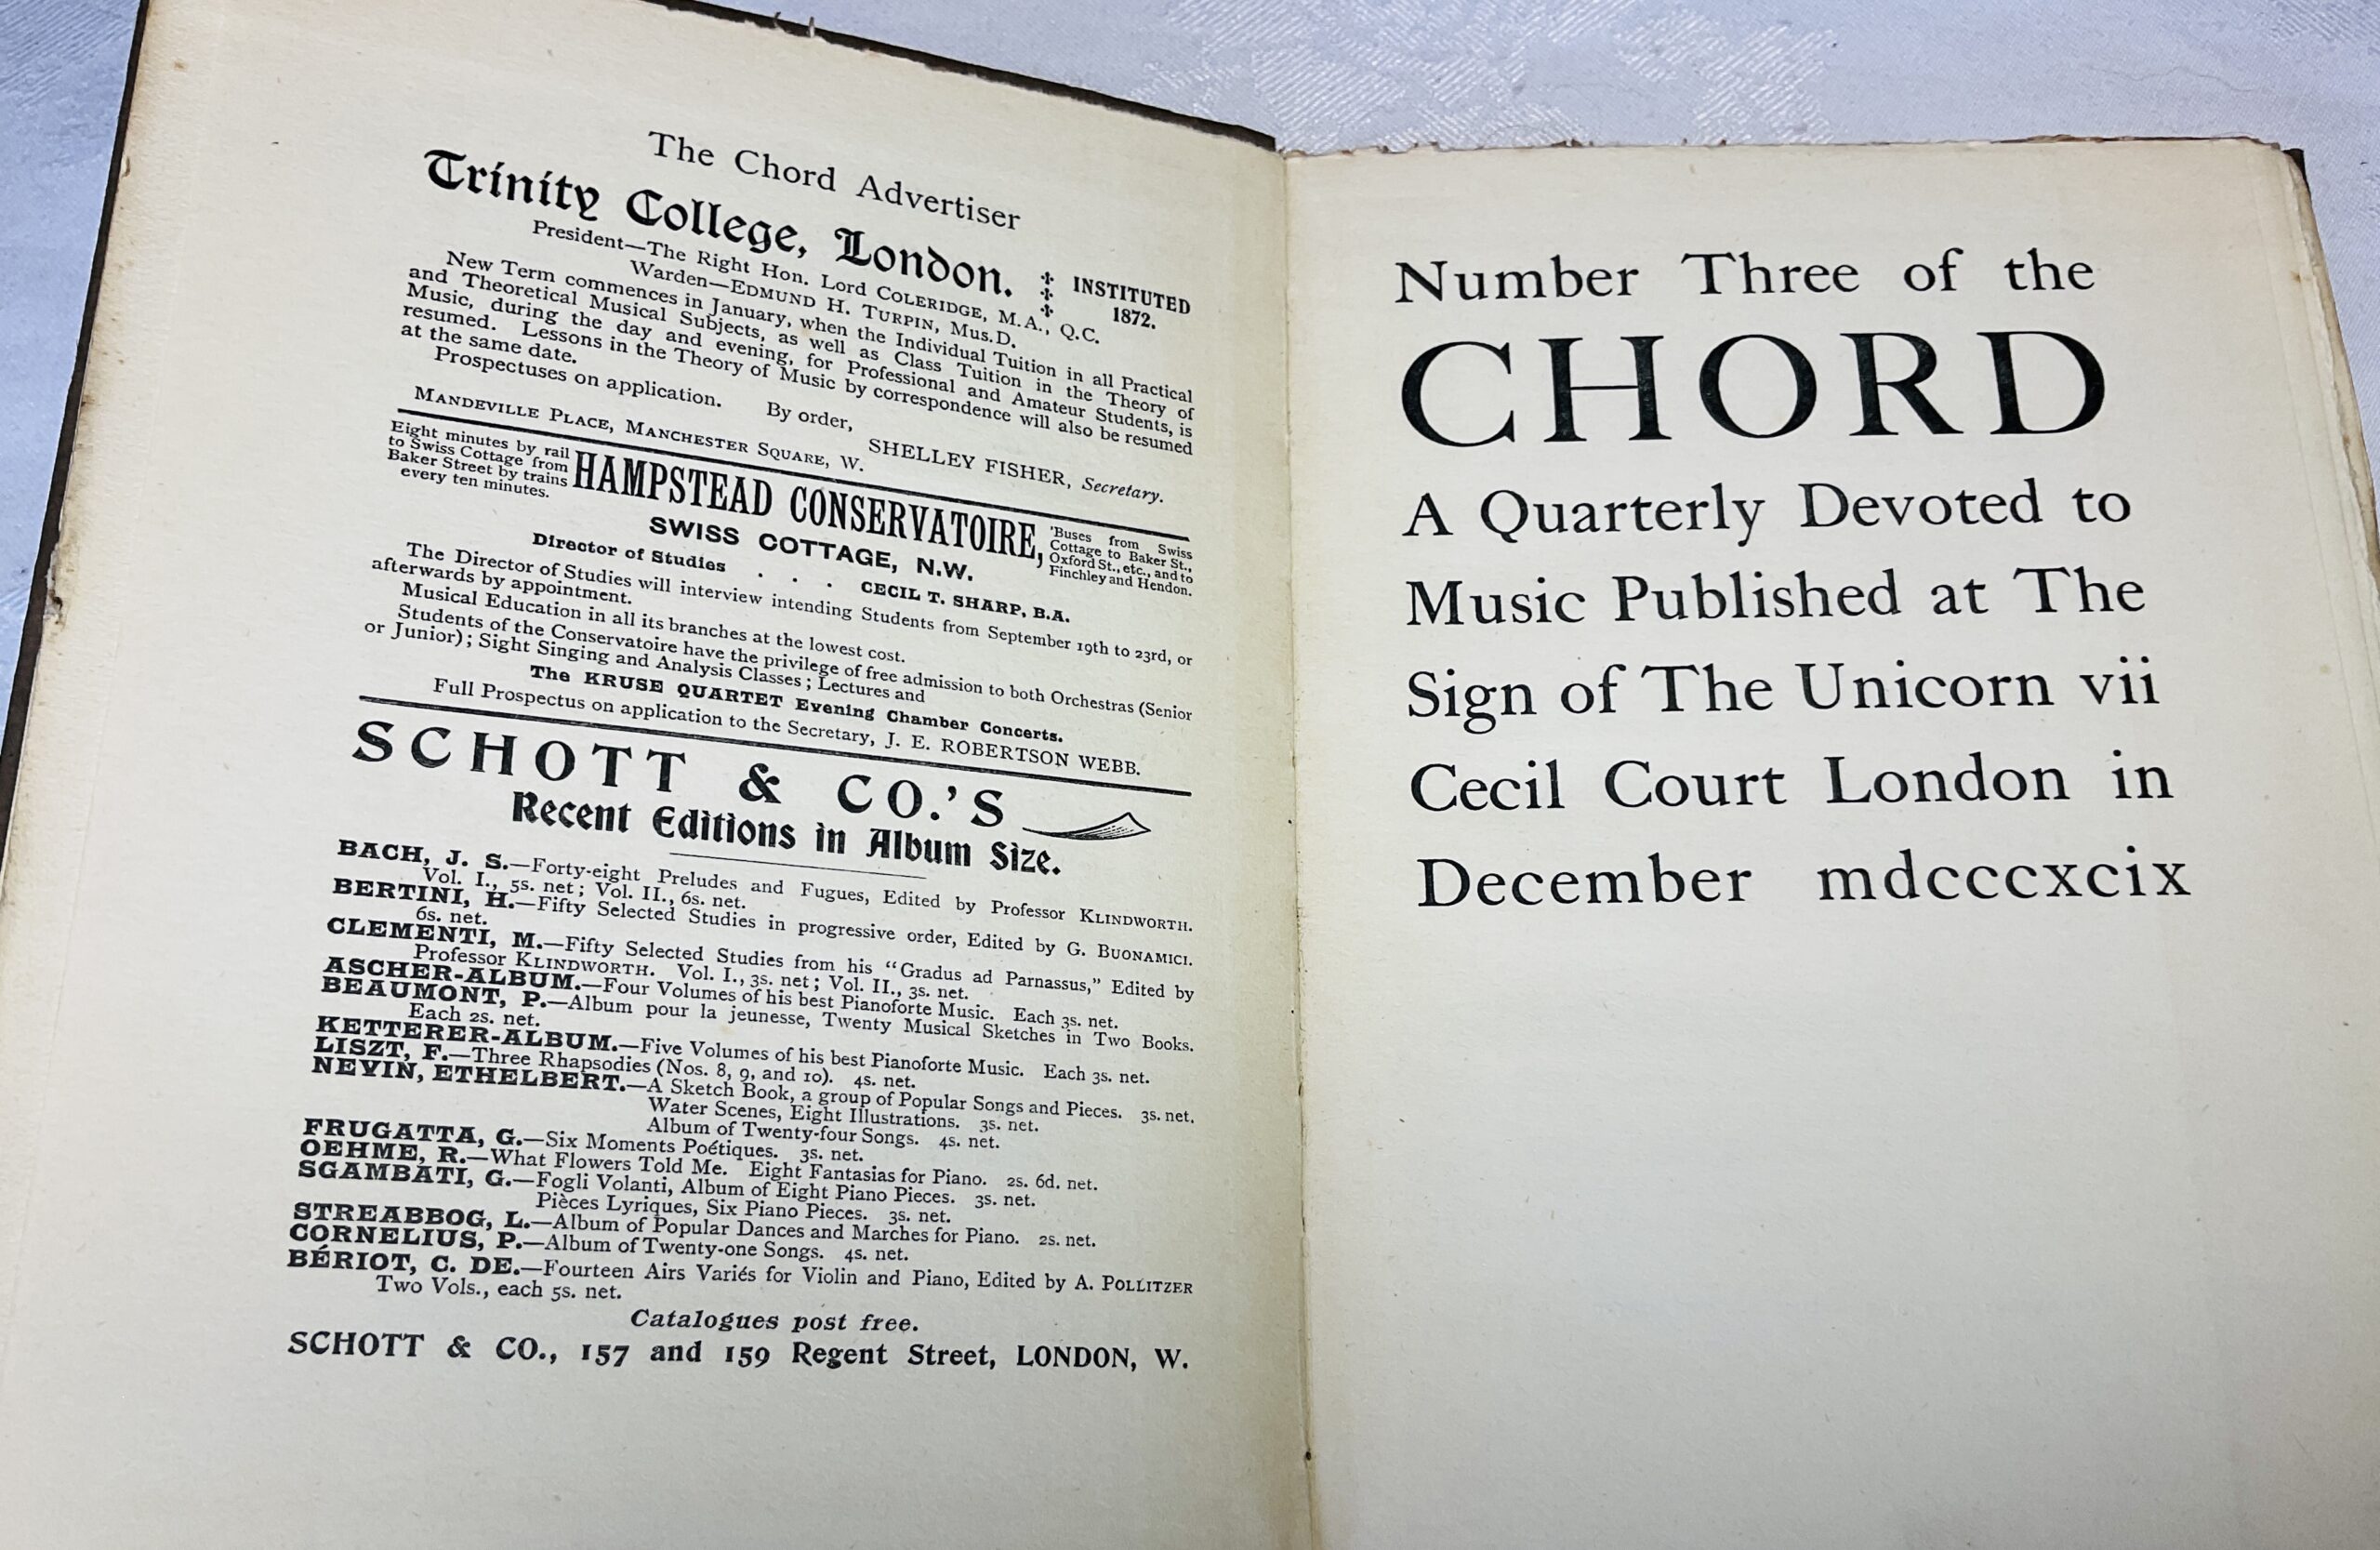 The Chord Advertiser
Trinity College, London.
INSTITUTED
1872.
President—The Right Hon. Lord COLERIDGE, M.A., Q.C.
Warden—EDMUND H. TURPIN, Mus.D.
New Term commences in January, when the Individual Tuition in all Practical
and Theoretical Musical Subjects, as well as Class Tuition in the Theory of
Music, during the day and evening, for Professional and Amateur Students, is
resumed. Lessons in the Theory of Music by correspondence will also be resumed
at the same date.
Prospectuses on application. By order,
SHELLEY FISHER, Secretary.
MANDEVILLE PLACE, MANCHESTER SQUARE, W.
Eight minutes by rail
to Swiss Cottage from
Baker Street by trains
every ten minutes.
HAMPSTEAD CONSERVATOIRE,
'Buses from Swiss
Cottage to Baker St.,
Oxford St., etc., and to
Finchley and Hendon.
SWISS COTTAGE, N.W.
Director of Studies . . . CECIL T. SHARP, B.A.
The Director of Studies will interview intending Students from September 19th to 23rd, or
afterwards by appointment.
Musical Education in all its branches at the lowest cost.
Students of the Conservatoire have the privilege of free admission to both Orchestras (Senior
or Junior); Sight Singing and Analysis Classes; Lectures and
The KRUSE QUARTET Evening Chamber Concerts.
Full Prospectus on application to the Secretary, J. E. ROBERTSON WEBB.
SCHOTT & CO.'S
Recent Editions in Album Size.
BACH, J. S.—Forty-eight Preludes and Fugues, Edited by Professor KLINDWORTH.
Vol. I., 5s. net; Vol. II., 6s. net.
BERTINI, H.—Fifty Selected Studies in progressive order, Edited by G. BUONAMICI.
6s. net.
CLEMENTI, M.—Fifty Selected Studies from his "Gradus ad Parnassus," Edited by
Professor KLINDWORTH. Vol. I., 3s. net; Vol. II., 3s. net.
ASCHER-ALBUM.—Four Volumes of his best Pianoforte Music. Each 3s. net.
BEAUMONT, P.—Album pour la jeunesse, Twenty Musical Sketches in Two Books.
Each 2s. net.
KETTERER-ALBUM.—Five Volumes of his best Pianoforte Music. Each 3s. net.
LISZT, F.—Three Rhapsodies (Nos. 8, 9, and 10). 4s. net.
NEVIN, ETHELBERT.—A Sketch Book, a group of Popular Songs and Pieces. 3s. net.
Water Scenes, Eight Illustrations. 3s. net.
Album of Twenty-four Songs. 4s. net.
FRUGATTA, G.—Six Moments Poétiques. 3s. net.
OEHME, R.—What Flowers Told Me. Eight Fantasias for Piano. 2s. 6d. net.
SGAMBATI, G.—Fogli Volanti, Album of Eight Piano Pieces. 3s. net.
Pièces Lyriques, Six Piano Pieces. 3s. net.
STREABBOG, L.—Album of Popular Dances and Marches for Piano. 2s. net.
CORNELIUS, P.—Album of Twenty-one Songs. 4s. net.
BÉRIOT, C. DE.—Fourteen Airs Variés for Violin and Piano, Edited by A. POLLITZER
Two Vols., each 5s. net.
Catalogues post free.
SCHOTT & CO., 157 and 159 Regent Street, LONDON, W.
Number Three of the
CHORD
A Quarterly Devoted to
Music Published at The
Sign of The Unicorn vii
Cecil Court London in
December mdcccxcix